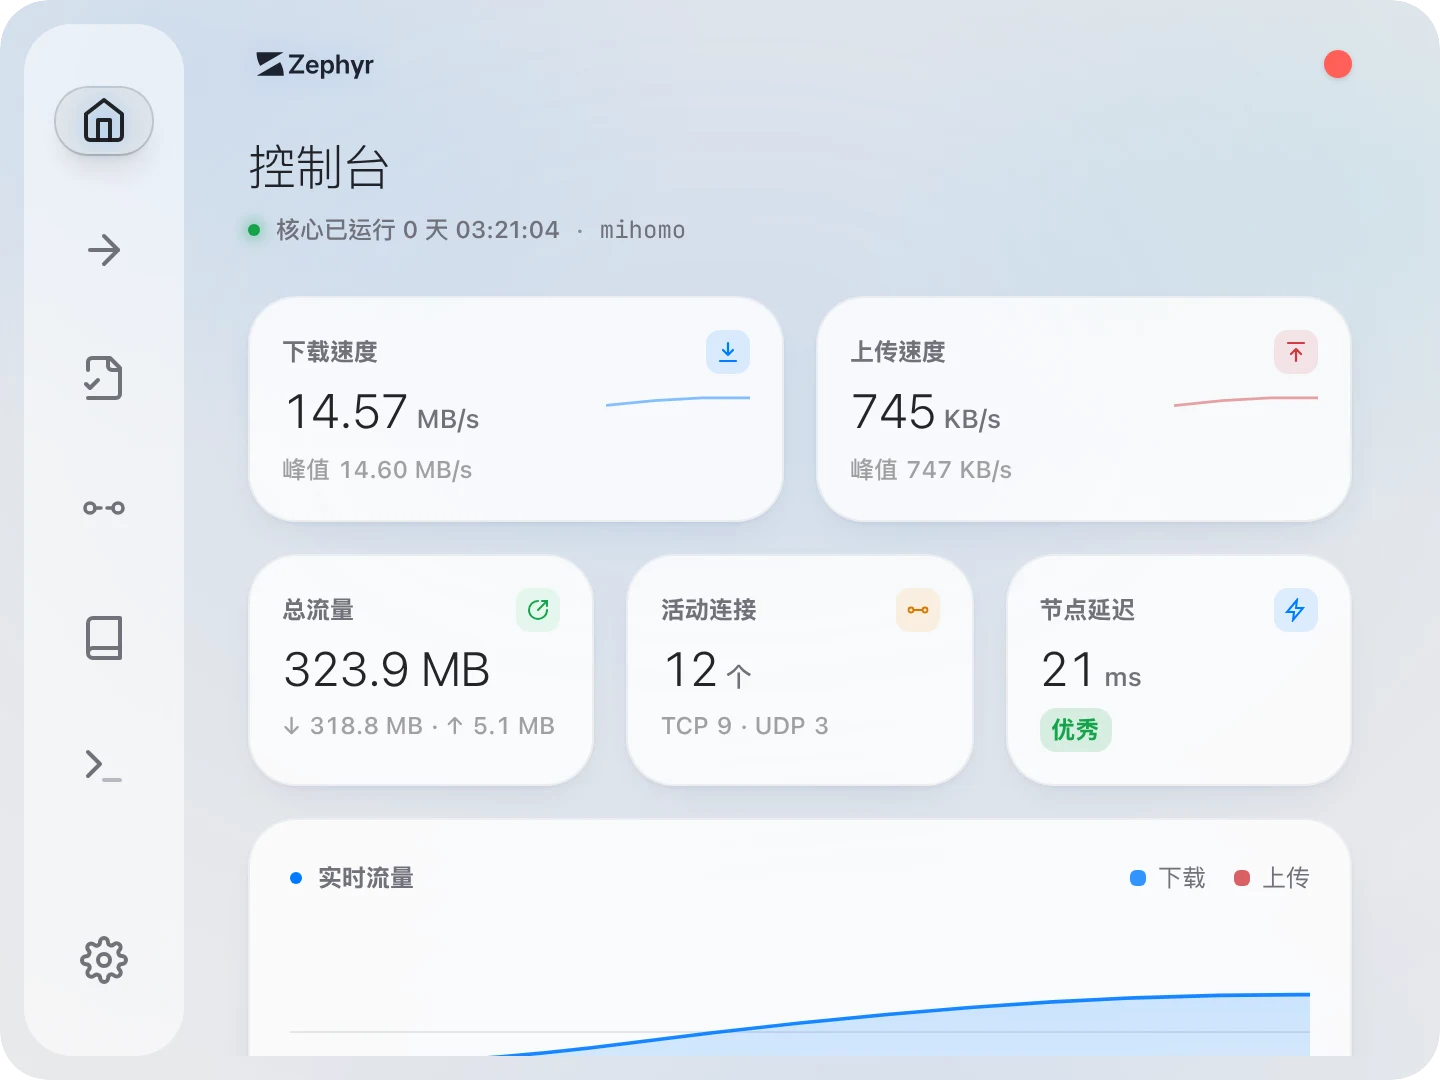 Zephyr
控制台
核心已运行 0 天 03:21:04 · mihomo
下载速度
14.57 MB/s
峰值 14.60 MB/s
上传速度
745 KB/s
峰值 747 KB/s
总流量
323.9 MB
↓ 318.8 MB · ↑ 5.1 MB
活动连接
12 个
TCP 9 · UDP 3
节点延迟
21 ms
优秀
实时流量
下载 上传